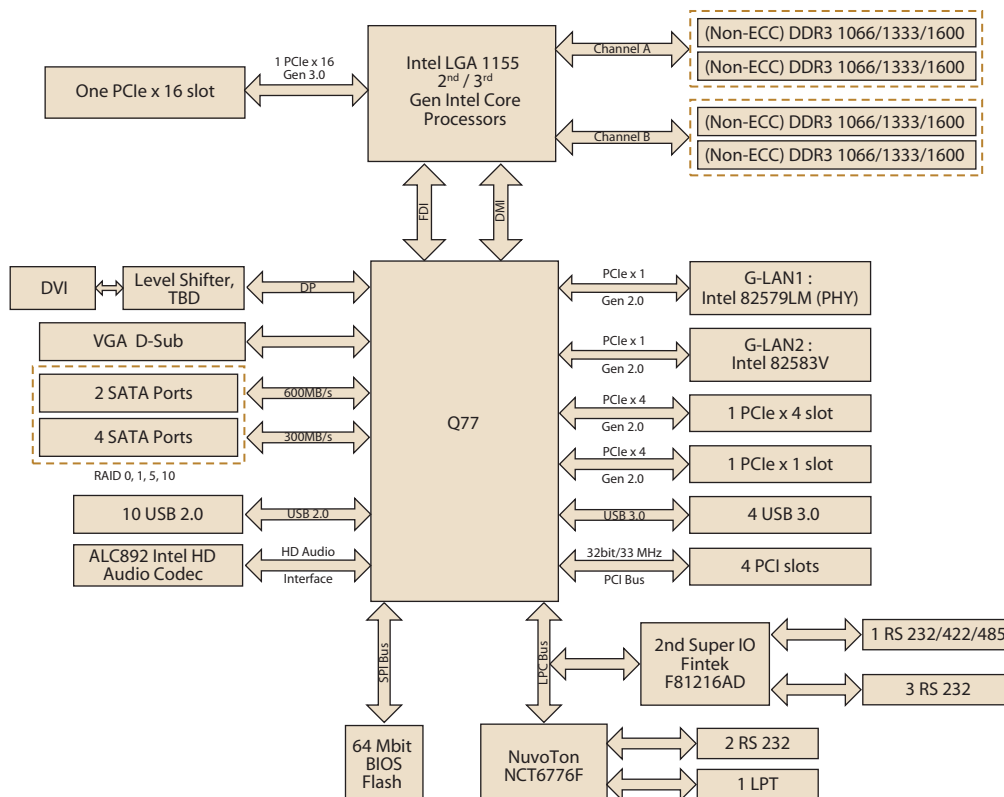 One PCIe x 16 slot
1 PCIe x 16
Gen 3.0
Intel LGA 1155
2nd / 3rd
Gen Intel Core
Processors
Channel A
(Non-ECC) DDR3 1066/1333/1600
(Non-ECC) DDR3 1066/1333/1600
Channel B
(Non-ECC) DDR3 1066/1333/1600
(Non-ECC) DDR3 1066/1333/1600
FDI
DMI
DVI
Level Shifter,
TBD
DP
VGA D-Sub
2 SATA Ports
600MB/s
4 SATA Ports
300MB/s
RAID 0, 1, 5, 10
10 USB 2.0
USB 2.0
ALC892 Intel HD
Audio Codec
HD Audio
Interface
Q77
PCIe x 1
Gen 2.0
G-LAN1 :
Intel 82579LM (PHY)
PCIe x 1
Gen 2.0
G-LAN2 :
Intel 82583V
PCIe x 4
Gen 2.0
1 PCIe x 4 slot
PCIe x 4
Gen 2.0
1 PCIe x 1 slot
USB 3.0
4 USB 3.0
32bit/33 MHz
PCI Bus
4 PCI slots
SPI Bus
LPC Bus
2nd Super IO
Fintek
F81216AD
1 RS 232/422/485
3 RS 232
64 Mbit
BIOS
Flash
NuvoTon
NCT6776F
2 RS 232
1 LPT